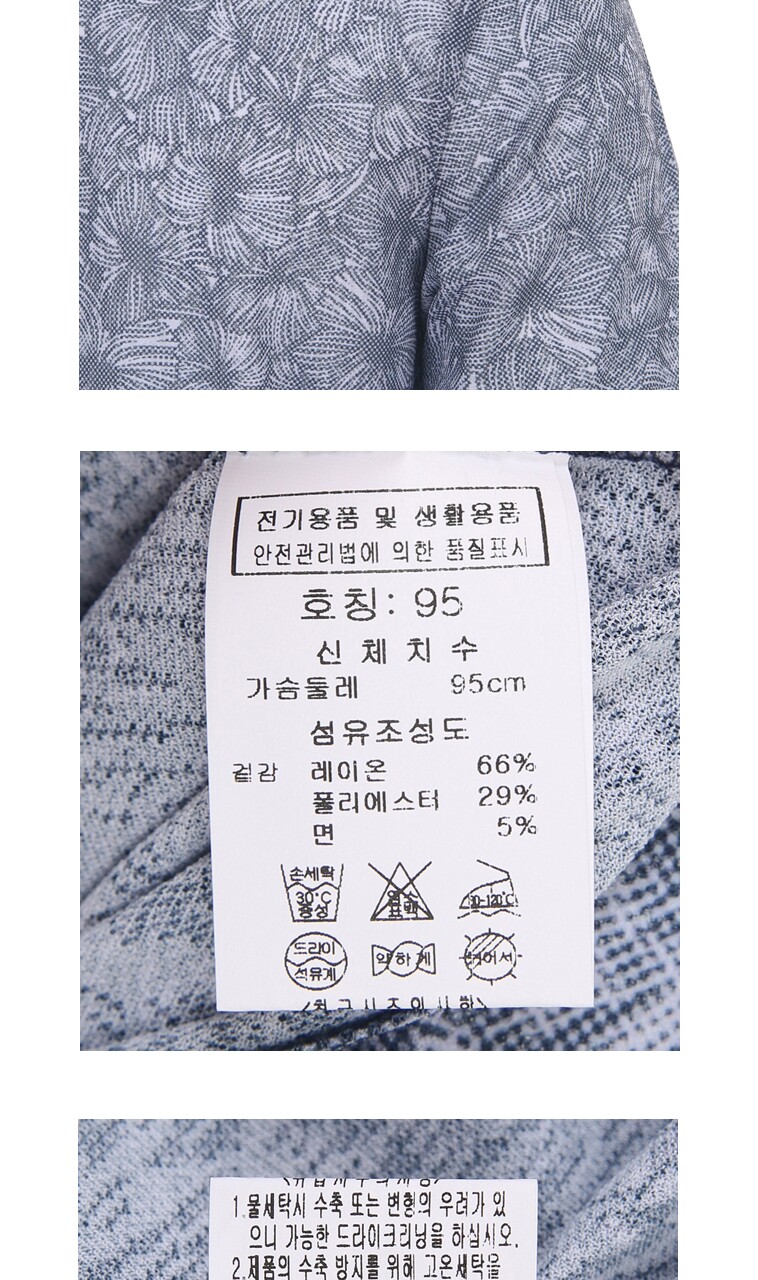 전기용품 및 생활용품
안전관리법에 의한 품질표시
호칭: 95
신체치수
가슴둘레 95cm
섬유조성도
겉감 레이온 66%
폴리에스터 29%
면 5%
손세탁
30°C
중성
염소
표백
80-120°C
드라이
석유계
약하게
뉘어서
1.물세탁시 수축 또는 변형의 우려가 있
으니 가능한 드라이크리닝을 하십시오.
2.제품의 수축 방지를 위해 고온세탁을